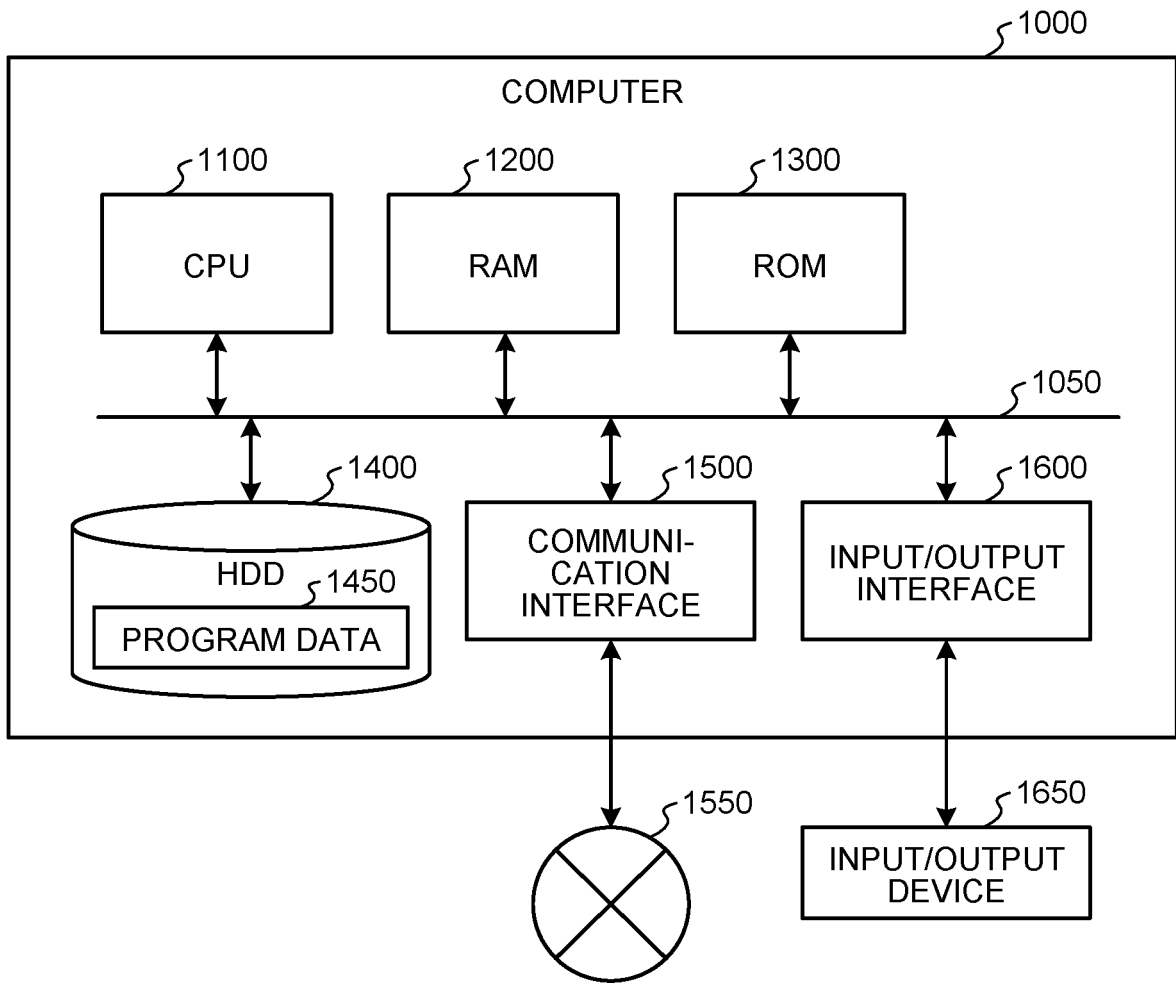 1000
COMPUTER
1100
1200
1300
CPU
RAM
ROM
1050
1400
1500
1600
HDD
1450
PROGRAM DATA
COMMUNI-
CATION
INTERFACE
INPUT/OUTPUT
INTERFACE
1550
1650
INPUT/OUTPUT
DEVICE